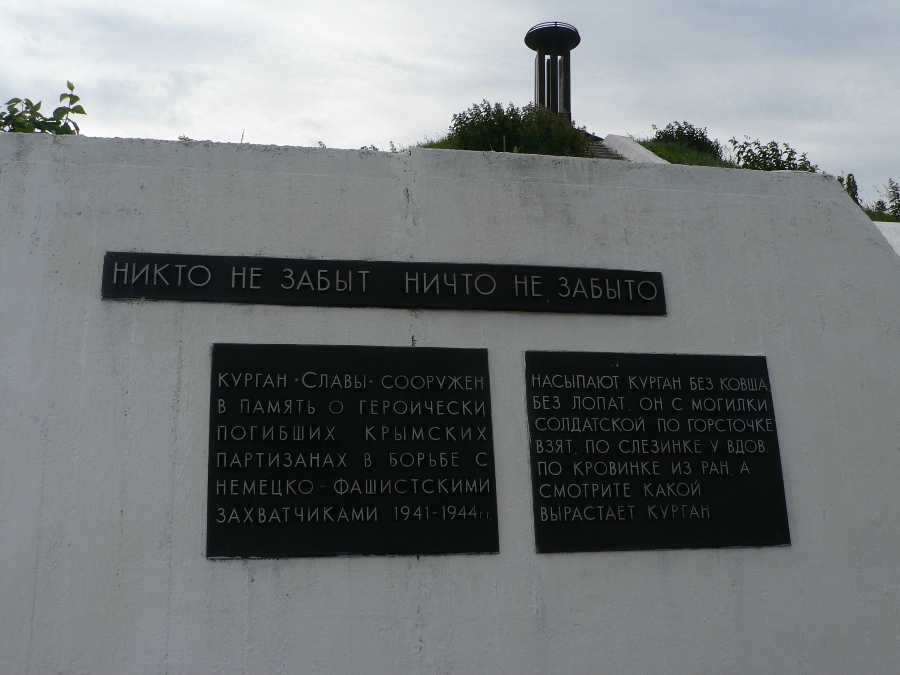 НИКТО НЕ ЗАБЫТ НИЧТО НЕ ЗАБЫТО
КУРГАН "СЛАВЫ" СООРУЖЕН
В ПАМЯТЬ О ГЕРОИЧЕСКИ
ПОГИБШИХ КРЫМСКИХ
ПАРТИЗАНАХ В БОРЬБЕ С
НЕМЕЦКО-ФАШИСТСКИМИ
ЗАХВАТЧИКАМИ 1941-1944 г.г.
НАСЫПАЮТ КУРГАН БЕЗ КОВША,
БЕЗ ЛОПАТ. ОН С МОГИЛКИ
СОЛДАТСКОЙ ПО ГОРСТОЧКЕ
ВЗЯТ, ПО СЛЕЗИНКЕ У ВДОВ,
ПО КРОВИНКЕ ИЗ РАН, А
СМОТРИТЕ КАКОЙ
ВЫРАСТАЕТ КУРГАН.